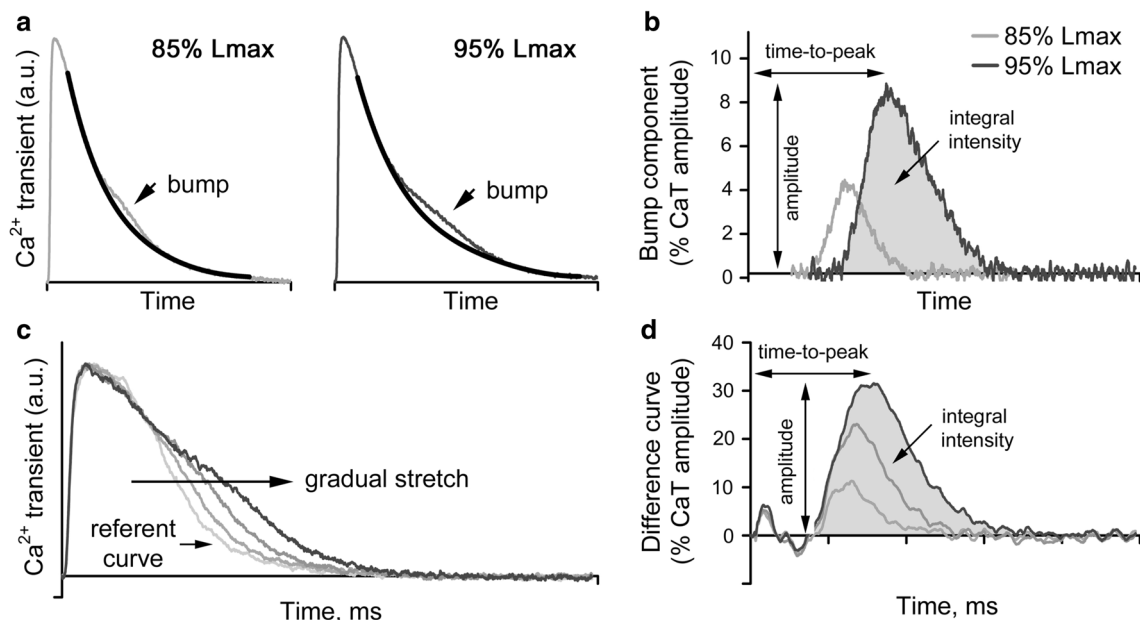 a
85% Lmax
95% Lmax
Ca2+ transient (a.u.)
bump
bump
Time
Time
b
85% Lmax
95% Lmax
Bump component
(% CaT amplitude)
10
8
6
4
2
0
time-to-peak
amplitude
integral
intensity
Time
c
Ca2+ transient (a.u.)
gradual stretch
referent
curve
Time, ms
d
Difference curve
(% CaT amplitude)
40
30
20
10
0
time-to-peak
amplitude
integral
intensity
Time, ms